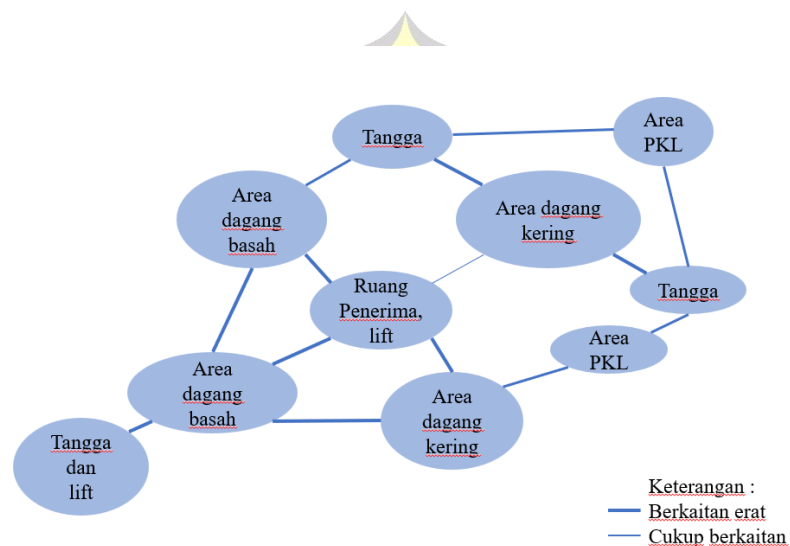 Tangga
Area
PKL
Area
dagang
basah
Area dagang
kering
Ruang
Penerima,
lift
Tangga
Area
PKL
Area
dagang
basah
Area
dagang
kering
Tangga
dan
lift
Keterangan :
Berkaitan erat
Cukup berkaitan